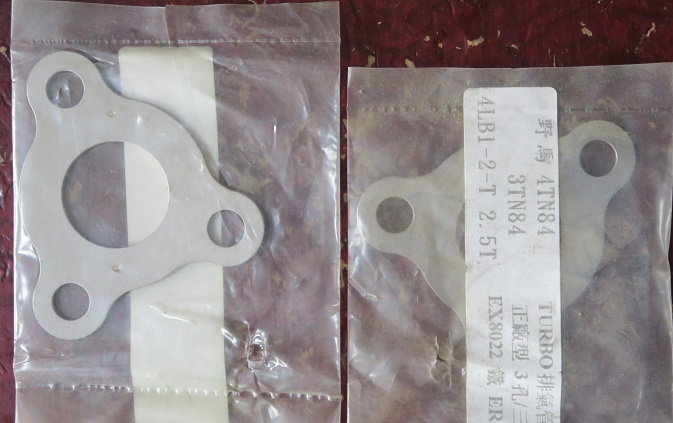 野馬 4TN84 TURBO 排氣管
3TN84 正廠型 3孔/三
4LB1-2-T 2.5T EX8022 鐵 ER